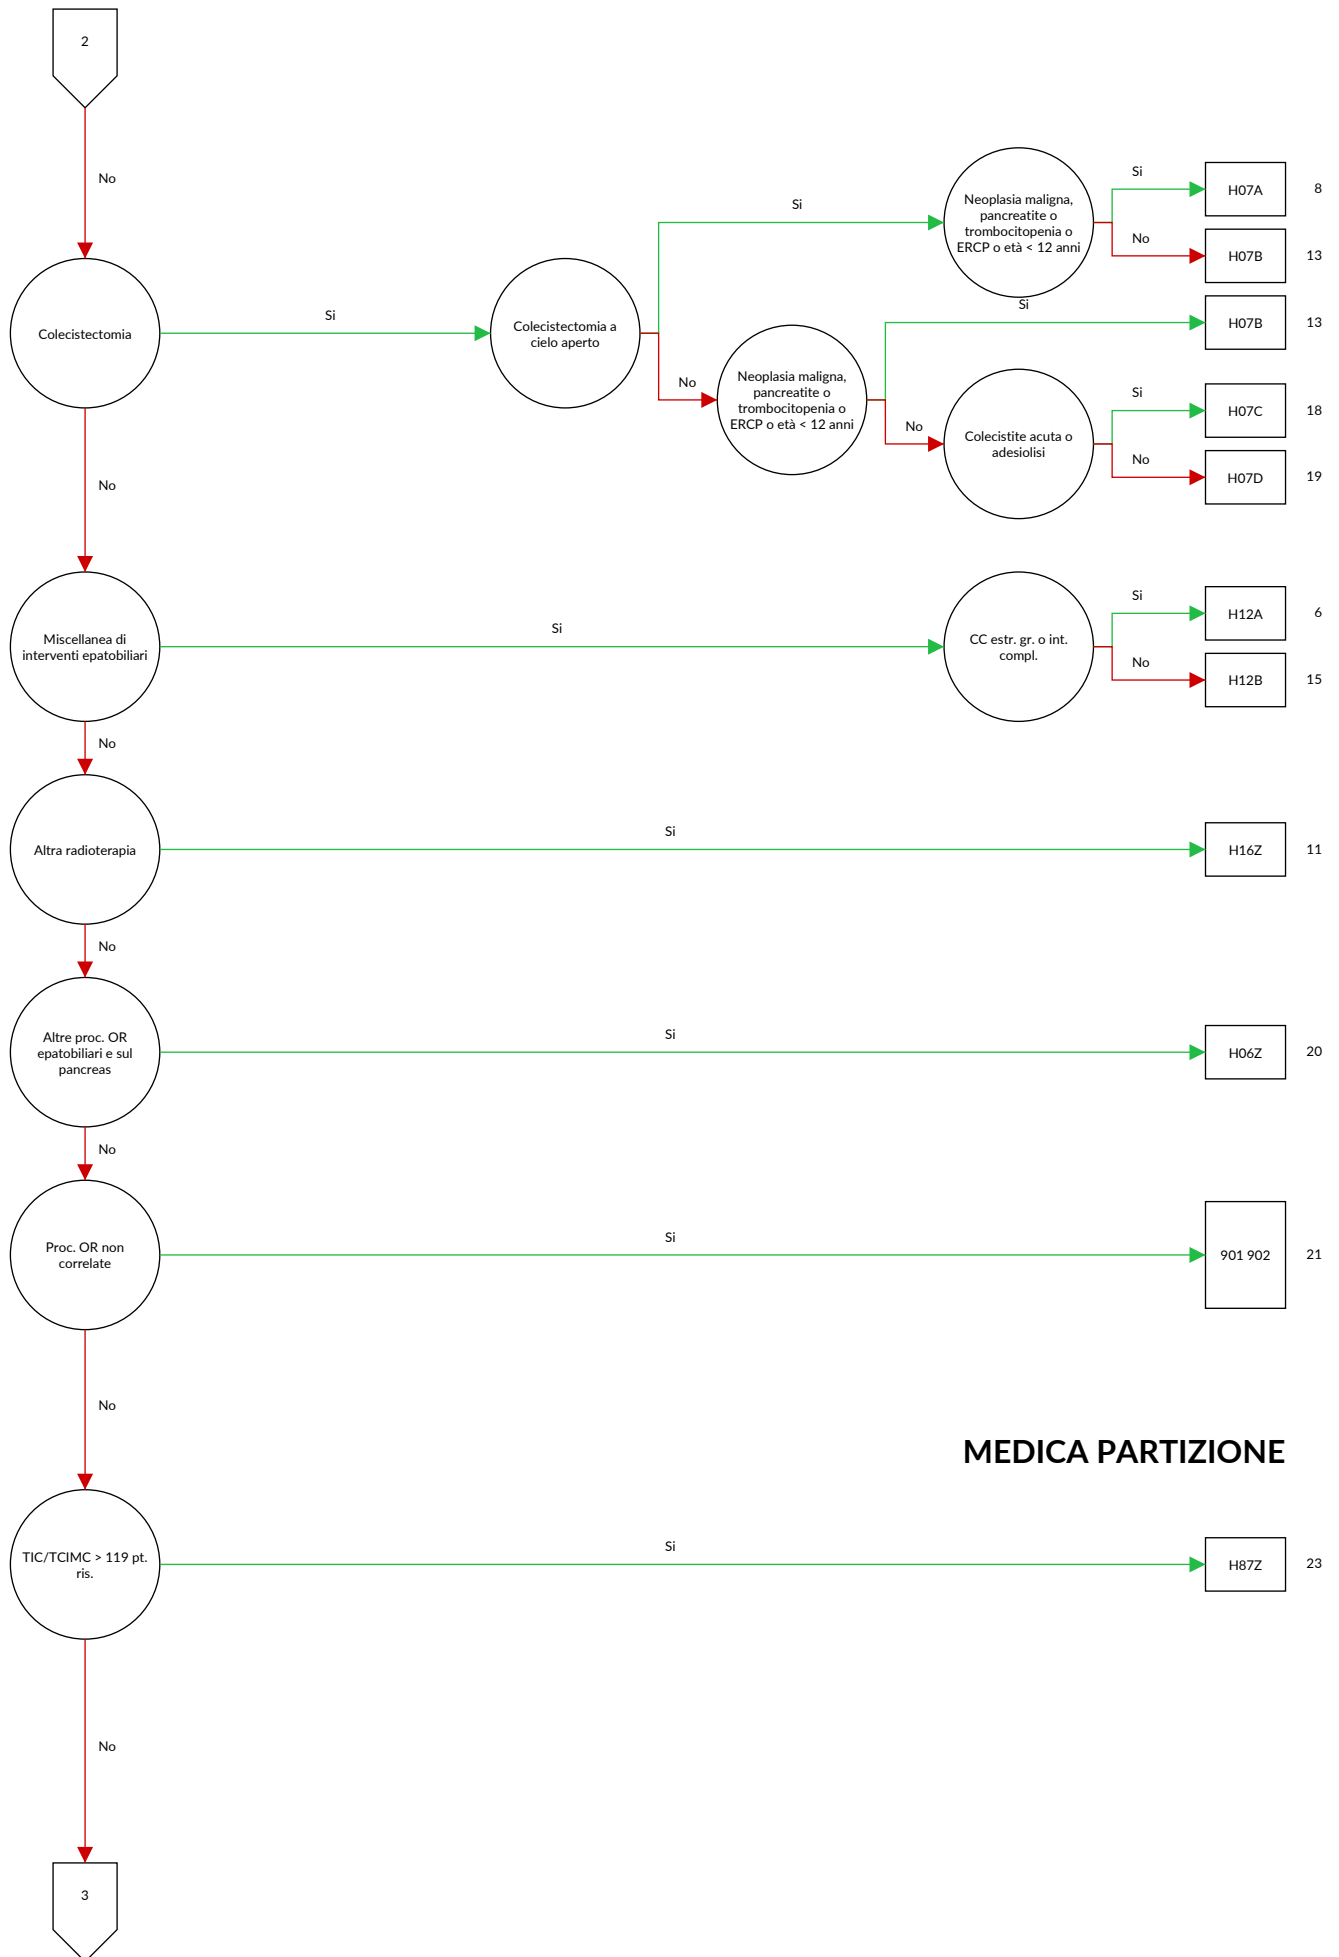 2
No
Neoplasia maligna,
pancreatite o
trombocitopenia o
ERCP o età < 12 anni
Si
H07A
8
No
H07B
13
Si
Colecistectomia
Si
Colecistectomia a
cielo aperto
Si
H07B
13
No
Neoplasia maligna,
pancreatite o
trombocitopenia o
ERCP o età < 12 anni
No
Colecistite acuta o
adesiolisi
Si
H07C
18
No
H07D
19
No
Miscellanea di
interventi epatobiliari
Si
CC estr. gr. o int.
compl.
Si
H12A
6
No
H12B
15
No
Altra radioterapia
Si
H16Z
11
No
Altre proc. OR
epatobiliari e sul
pancreas
Si
H06Z
20
No
Proc. OR non
correlate
Si
901 902
21
No
MEDICA PARTIZIONE
TIC/TCIMC > 119 pt.
ris.
Si
H87Z
23
No
3